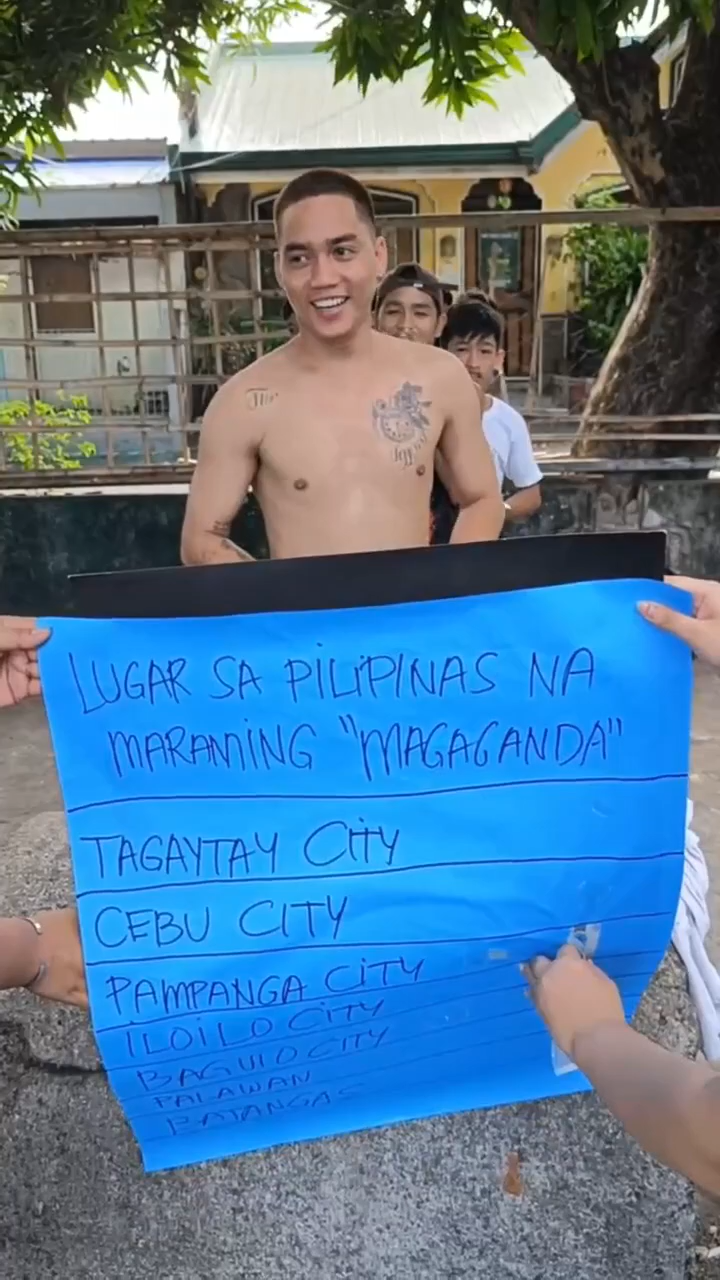 LUGAR SA PILIPINAS NA
MARAMING "MAGAGANDA"
TAGAYTAY CITY
CEBU CITY
PAMPANGA CITY
ILOILO CITY
BAGUIO CITY
PALAWAN
BATANGAS